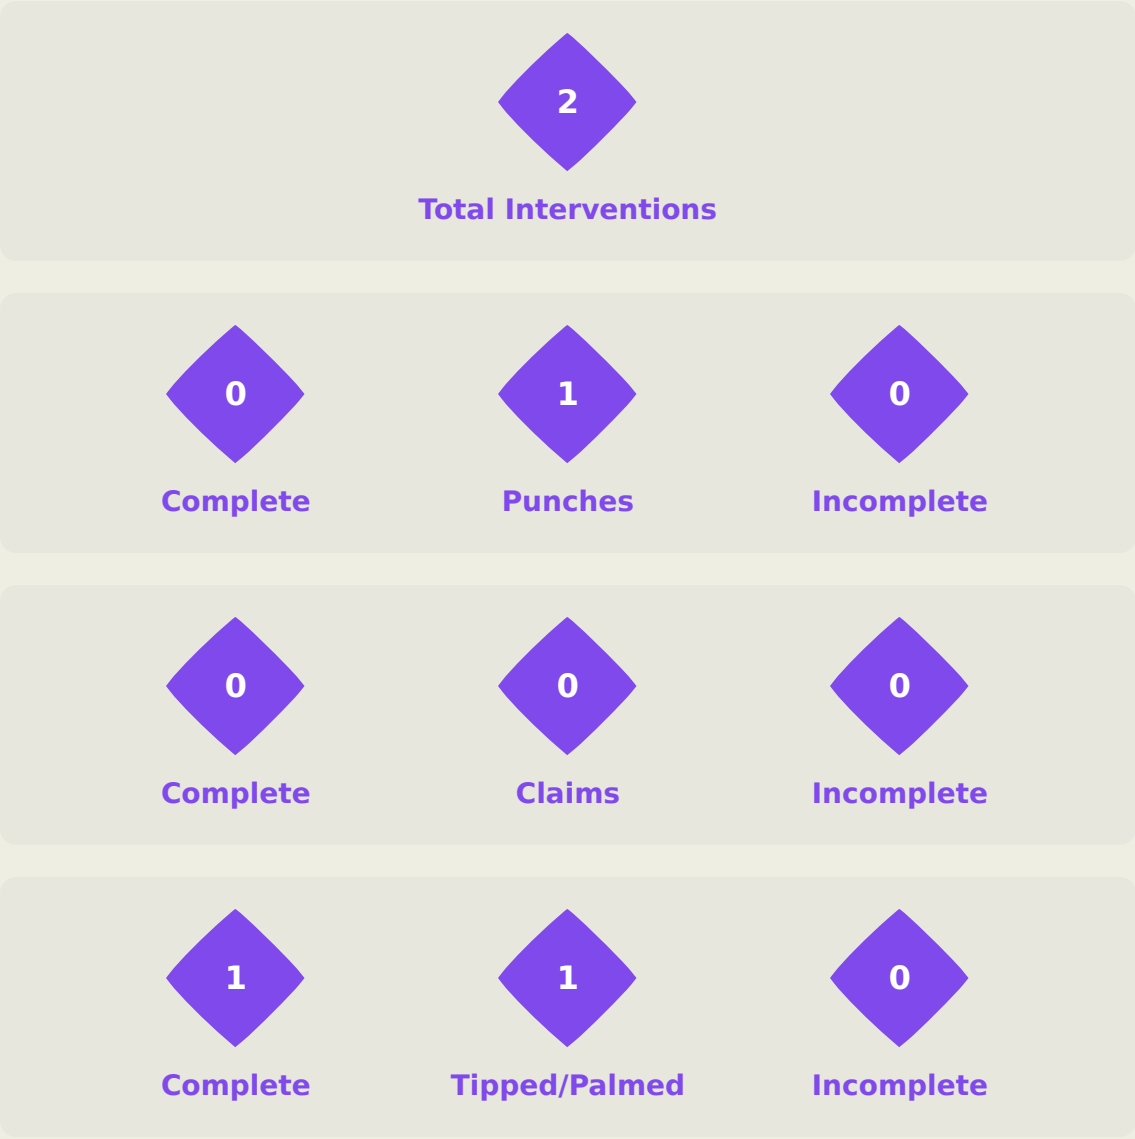 2
Total Interventions
0 1 0
Complete Punches Incomplete
0 0 0
Complete Claims Incomplete
1 1 0
Complete Tipped/Palmed Incomplete